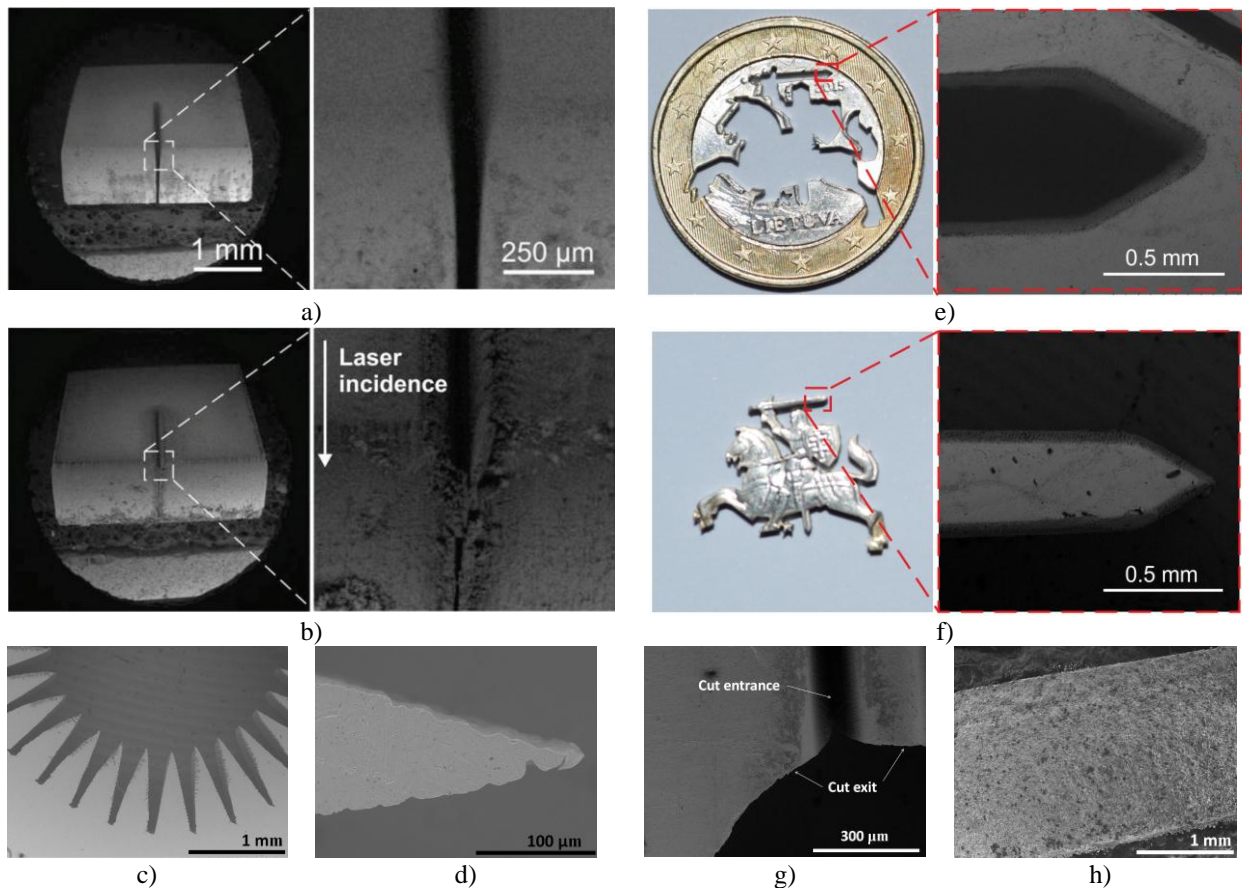 1 mm
250 µm
a)
2015
LIETUVA
0.5 mm
e)
Laser
incidence
b)
0.5 mm
f)
1 mm
c)
100 µm
d)
Cut entrance
Cut exit
300 µm
g)
1 mm
h)